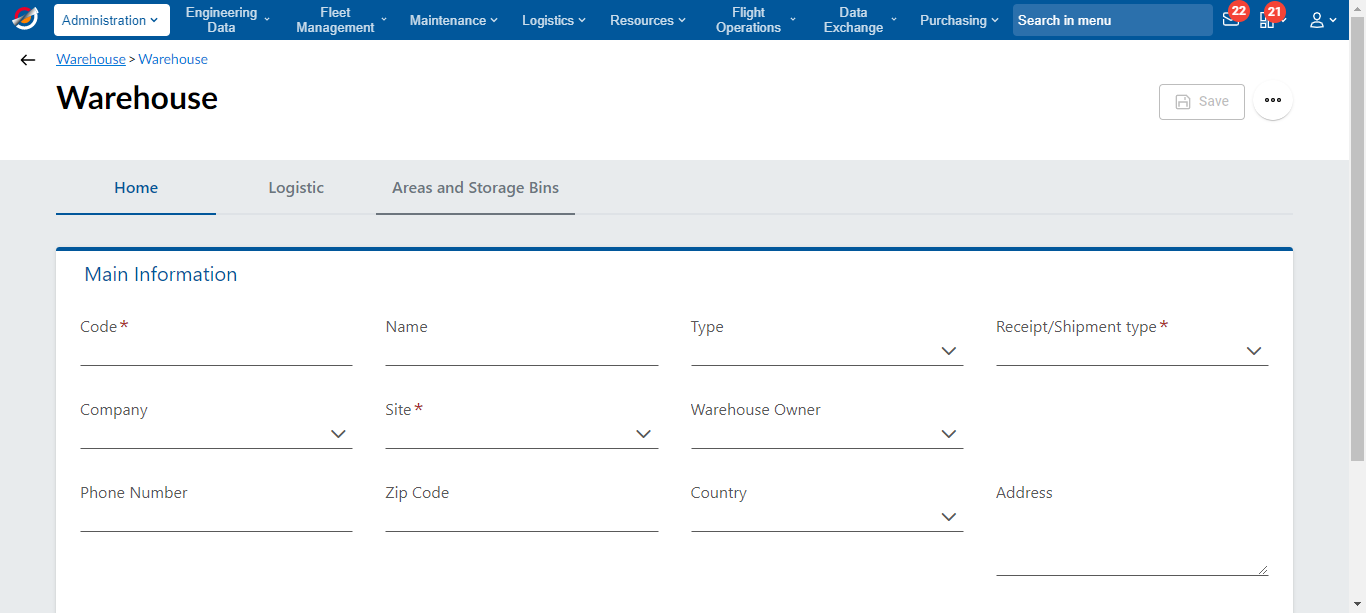 Administration
Engineering
Data
Fleet
Management
Maintenance
Logistics
Resources
Flight
Operations
Data
Exchange
Purchasing
Search in menu
22
21
Warehouse > Warehouse
Warehouse
Save
Home
Logistic
Areas and Storage Bins
Main Information
Code*
Name
Type
Receipt/Shipment type*
Company
Site*
Warehouse Owner
Phone Number
Zip Code
Country
Address